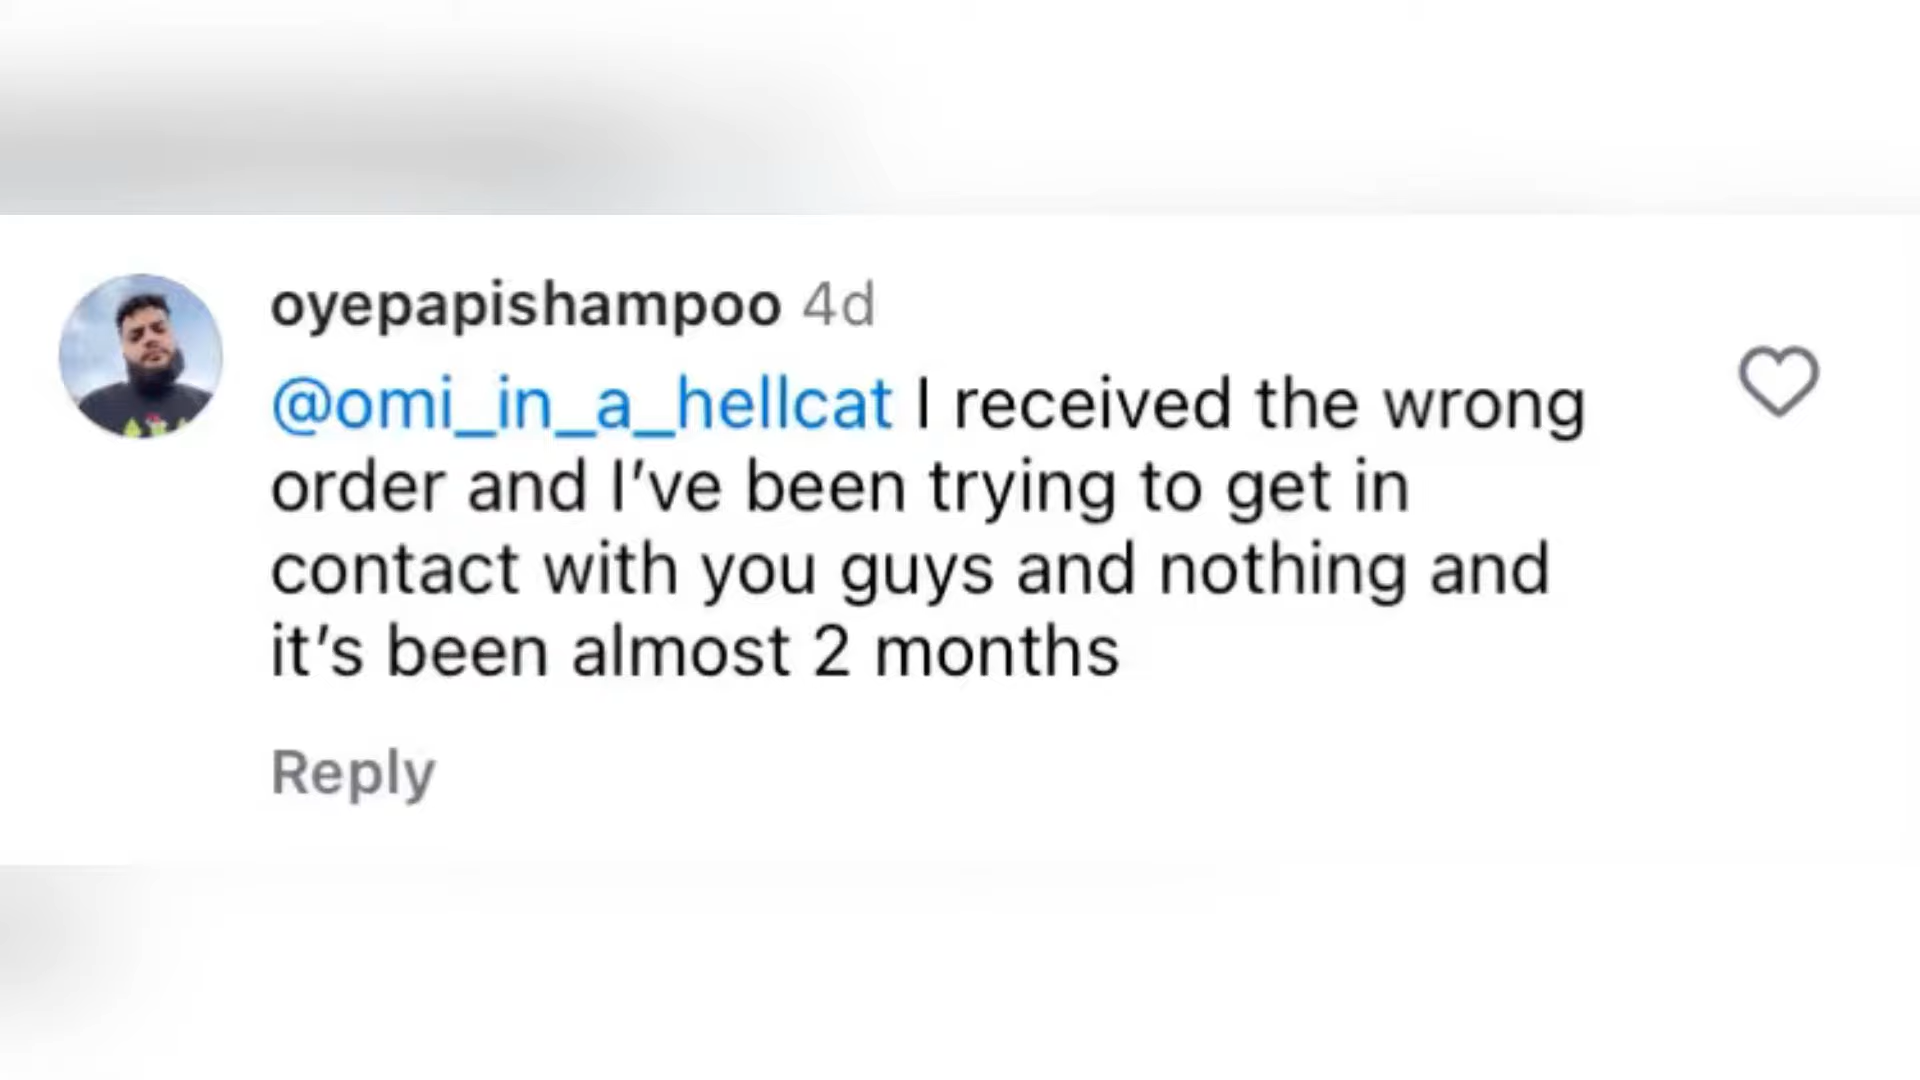 oyepapishampoo 4d
@omi_in_a_hellcat I received the wrong
order and I’ve been trying to get in
contact with you guys and nothing and
it’s been almost 2 months
Reply